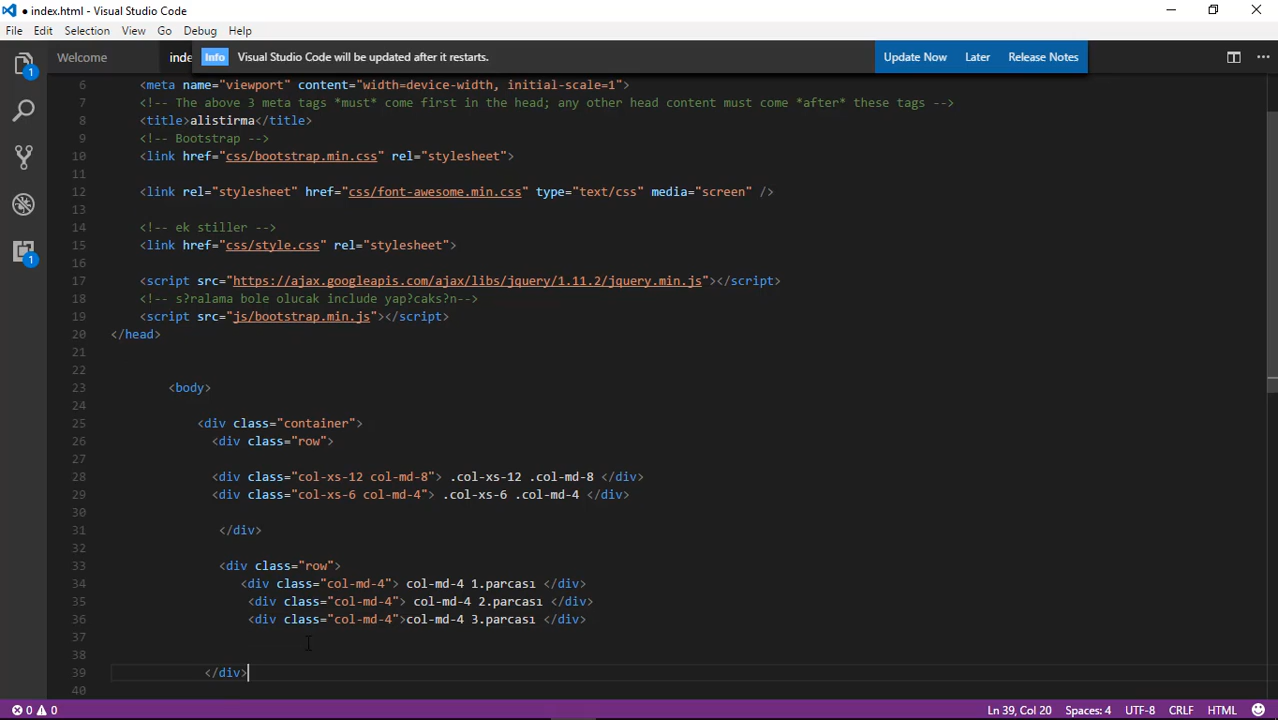 ● index.html - Visual Studio Code
File Edit Selection View Go Debug Help
Welcome inde Info Visual Studio Code will be updated after it restarts. Update Now Later Release Notes
1
6 <meta name="viewport" content="width=device-width, initial-scale=1">
7 <!-- The above 3 meta tags *must* come first in the head; any other head content must come *after* these tags -->
8 <title>alistirma</title>
9 <!-- Bootstrap -->
10 <link href="css/bootstrap.min.css" rel="stylesheet">
11
12 <link rel="stylesheet" href="css/font-awesome.min.css" type="text/css" media="screen" />
13
14 <!-- ek stiller -->
15 <link href="css/style.css" rel="stylesheet">
1
16
17 <script src="https://ajax.googleapis.com/ajax/libs/jquery/1.11.2/jquery.min.js"></script>
18 <!-- s?ralama bole olucak include yap?caks?n-->
19 <script src="js/bootstrap.min.js"></script>
20 </head>
21
22
23 <body>
24
25 <div class="container">
26 <div class="row">
27
28 <div class="col-xs-12 col-md-8"> .col-xs-12 .col-md-8 </div>
29 <div class="col-xs-6 col-md-4"> .col-xs-6 .col-md-4 </div>
30
31 </div>
32
33 <div class="row">
34 <div class="col-md-4"> col-md-4 1.parcası </div>
35 <div class="col-md-4"> col-md-4 2.parcası </div>
36 <div class="col-md-4">col-md-4 3.parcası </div>
37
38
39 </div>
40
0 0 Ln 39, Col 20 Spaces: 4 UTF-8 CRLF HTML